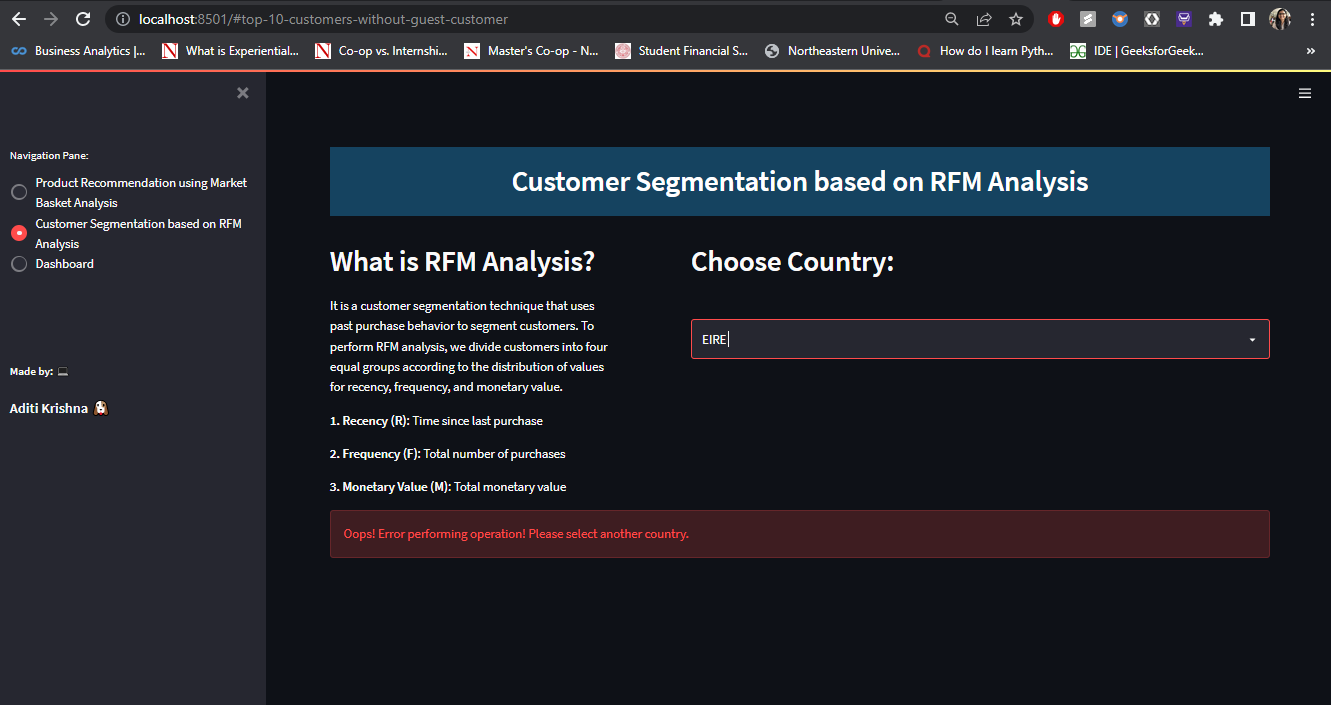 localhost:8501/#top-10-customers-without-guest-customer
Business Analytics |... What is Experiential... Co-op vs. Internshi... Master's Co-op - N... Student Financial S... Northeastern Unive... How do I learn Pyth... IDE | GeeksforGeek... »
Navigation Pane:
Product Recommendation using Market
Basket Analysis
Customer Segmentation based on RFM
Analysis
Dashboard
Made by:
Aditi Krishna
Customer Segmentation based on RFM Analysis
What is RFM Analysis?
It is a customer segmentation technique that uses
past purchase behavior to segment customers. To
perform RFM analysis, we divide customers into four
equal groups according to the distribution of values
for recency, frequency, and monetary value.
1. Recency (R): Time since last purchase
2. Frequency (F): Total number of purchases
3. Monetary Value (M): Total monetary value
Choose Country:
EIRE
Oops! Error performing operation! Please select another country.